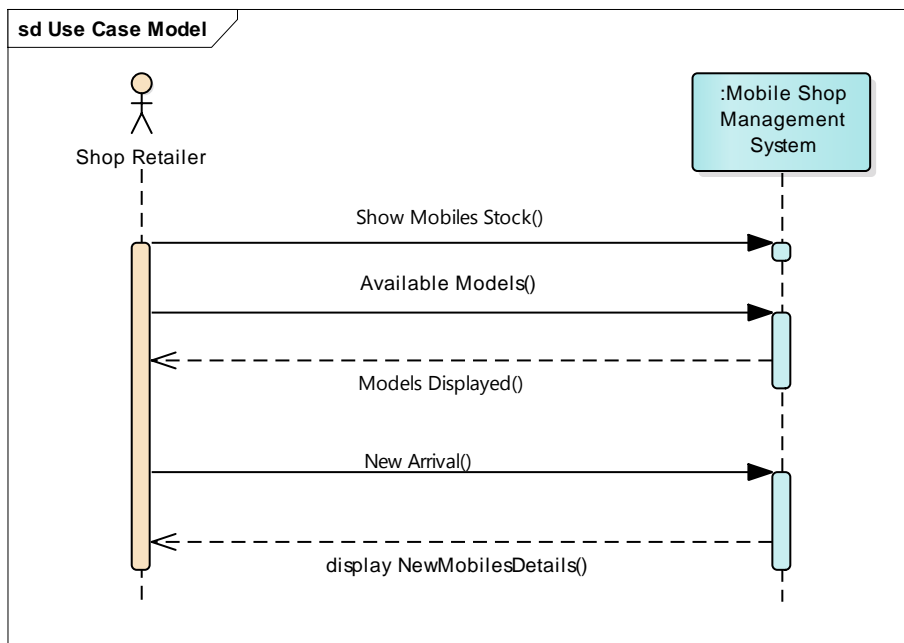 sd Use Case Model
Shop Retailer
:Mobile Shop
Management
System
Show Mobiles Stock()
Available Models()
Models Displayed()
New Arrival()
display NewMobilesDetails()